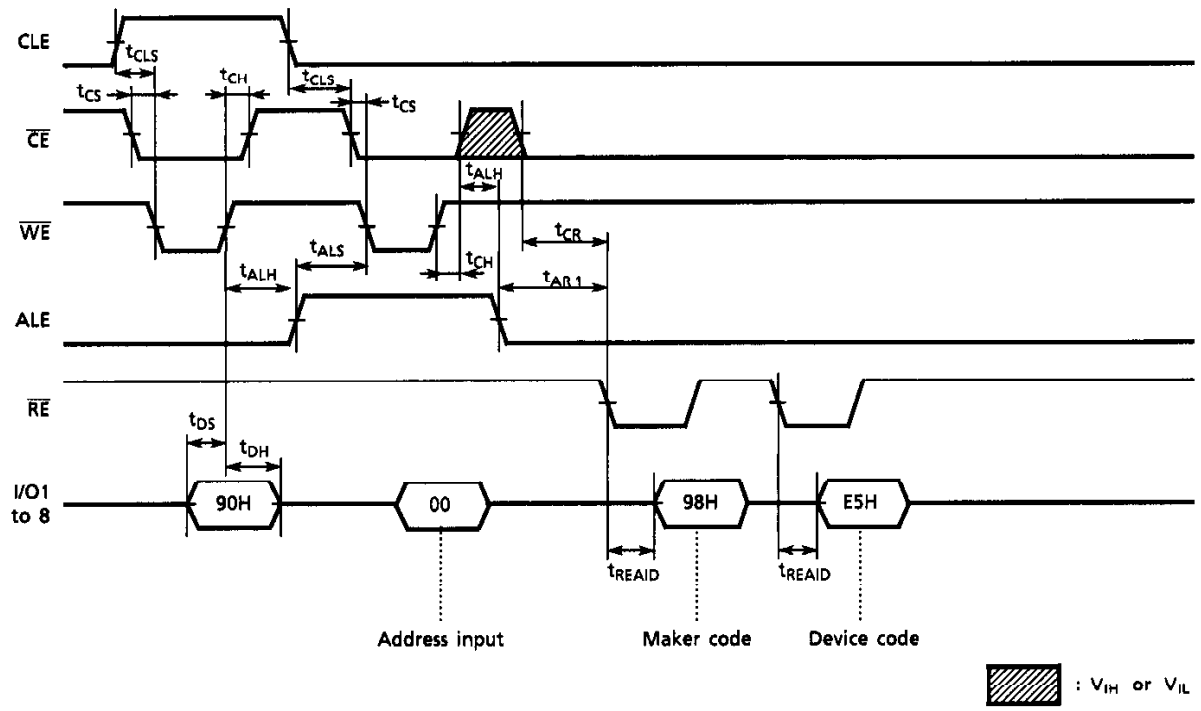 CLE
tCLS
tCH
tCLS
tCS
tCS
CE
tALH
WE
tCR
tALS
tCH
tALH
tAR1
ALE
RE
tDS
tDH
I/O1
to 8
90H
00
98H
E5H
tREAID
tREAID
Address input
Maker code
Device code
: VIH or VIL